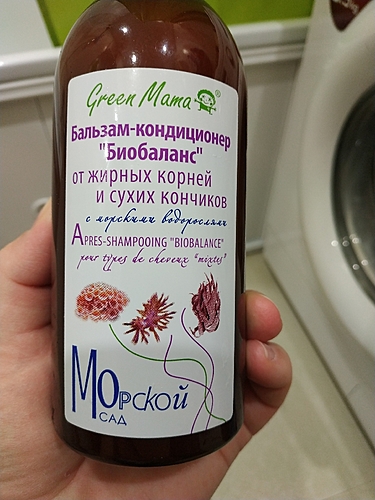 Green Mama®
Бальзам-кондиционер
"Биобаланс"
от жирных корней
и сухих кончиков
с морскими водорослями
APRES-SHAMPOOING "BIOBALANCE"
pour types de cheveux "mixtes"
Морской
САД